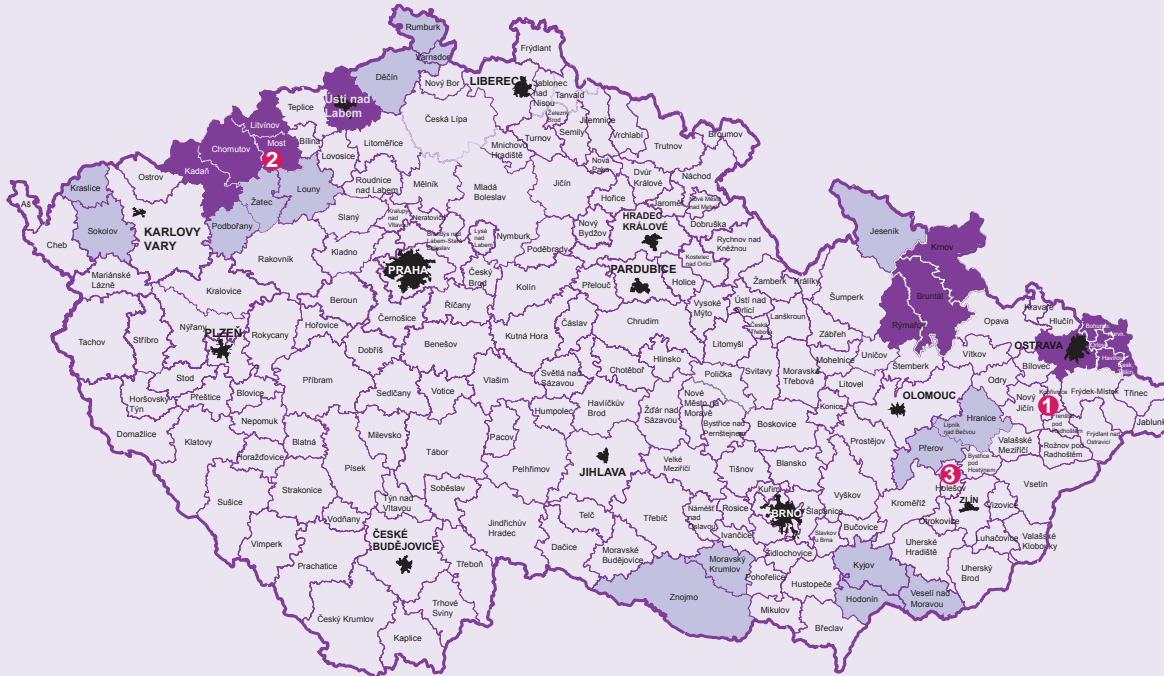 Rumburk
Varnsdorf
Děčín
Frýdlant
LIBEREC
Nový Bor
Jablonec
nad
Nisou
Tanvald
Železný
Brod
Jilemnice
Semily
Turnov
Vrchlabí
Trutnov
Broumov
Ústí nad
Labem
Teplice
Litvínov
Most
Bílina
Chomutov
Kadaň
2
Litoměřice
Lovosice
Česká Lípa
Mnichovo
Hradiště
Nová
Paka
Dvůr
Králové
Náchod
Jičín
Hořice
Jaroměř
Nové Město
nad Metují
Roudnice
nad Labem
Mělník
Mladá
Boleslav
Louny
Žatec
Podbořany
Ostrov
Kraslice
Sokolov
Aš
Cheb
KARLOVY
VARY
Mariánské
Lázně
Slaný
Kralupy
nad
Vltavou
Neratovice
Brandýs nad
Labem-Stará
Boleslav
Lysá
nad
Labem
Nymburk
Poděbrady
Nový
Bydžov
HRADEC
KRÁLOVÉ
Dobruška
Rychnov nad
Kněžnou
Kostelec
nad Orlicí
Jeseník
Krnov
Bruntál
Rýmařov
Rakovník
Kladno
PRAHA
Český
Brod
Kolín
PARDUBICE
Přelouč
Holice
Žamberk
Králíky
Šumperk
Kralovice
Beroun
Říčany
Černošice
Vysoké
Mýto
Ústí nad
Orlicí
Česká
Třebová
Lanškroun
Zábřeh
Opava
Kravaře
Hlučín
Tachov
Stříbro
Nýřany
PLZEŇ
Rokycany
Hořovice
Dobříš
Benešov
Kutná Hora
Čáslav
Chrudim
Litomyšl
Mohelnice
Uničov
Šternberk
Vítkov
Bílovec
OSTRAVA
Havířov
Hlinsko
Polička
Svitavy
Moravská
Třebová
Litovel
Odry
Nový
Jičín
Kopřivnice
1
Frýdek-Místek
Třinec
Frenštát
pod
Radhoštěm
Frýdlant nad
Ostravicí
Horšovský
Týn
Stod
Přeštice
Blovice
Příbram
Sedlčany
Votice
Vlašim
Světlá nad
Sázavou
Chotěboř
Nové
Město na
Moravě
Bystřice nad
Pernštejnem
Žďár nad
Sázavou
Konice
OLOMOUC
Hranice
Lipník
nad Bečvou
Valašské
Meziříčí
Rožnov pod
Radhoštěm
Domažlice
Klatovy
Nepomuk
Horažďovice
Blatná
Milevsko
Humpolec
Havlíčkův
Brod
Boskovice
Prostějov
Přerov
Bystřice
pod
Hostýnem
3
Holešov
Vsetín
Sušice
Strakonice
Písek
Tábor
Pacov
Pelhřimov
JIHLAVA
Velké
Meziříčí
Tišnov
Blansko
Vyškov
Kroměříž
ZLÍN
Vizovice
Otrokovice
Soběslav
Týn nad
Vltavou
Vodňany
Vimperk
Prachatice
ČESKÉ
BUDĚJOVICE
Třeboň
Jindřichův
Hradec
Telč
Dačice
Třebíč
Náměšť
nad
Oslavou
Kuřim
Rosice
BRNO
Šlapanice
Slavkov
u Brna
Bučovice
Ivančice
Židlochovice
Uherské
Hradiště
Luhačovice
Valašské
Klobouky
Uherský
Brod
Moravské
Budějovice
Moravský
Krumlov
Znojmo
Pohořelice
Hustopeče
Kyjov
Hodonín
Veselí nad
Moravou
Mikulov
Břeclav
Český Krumlov
Trhové
Sviny
Kaplice